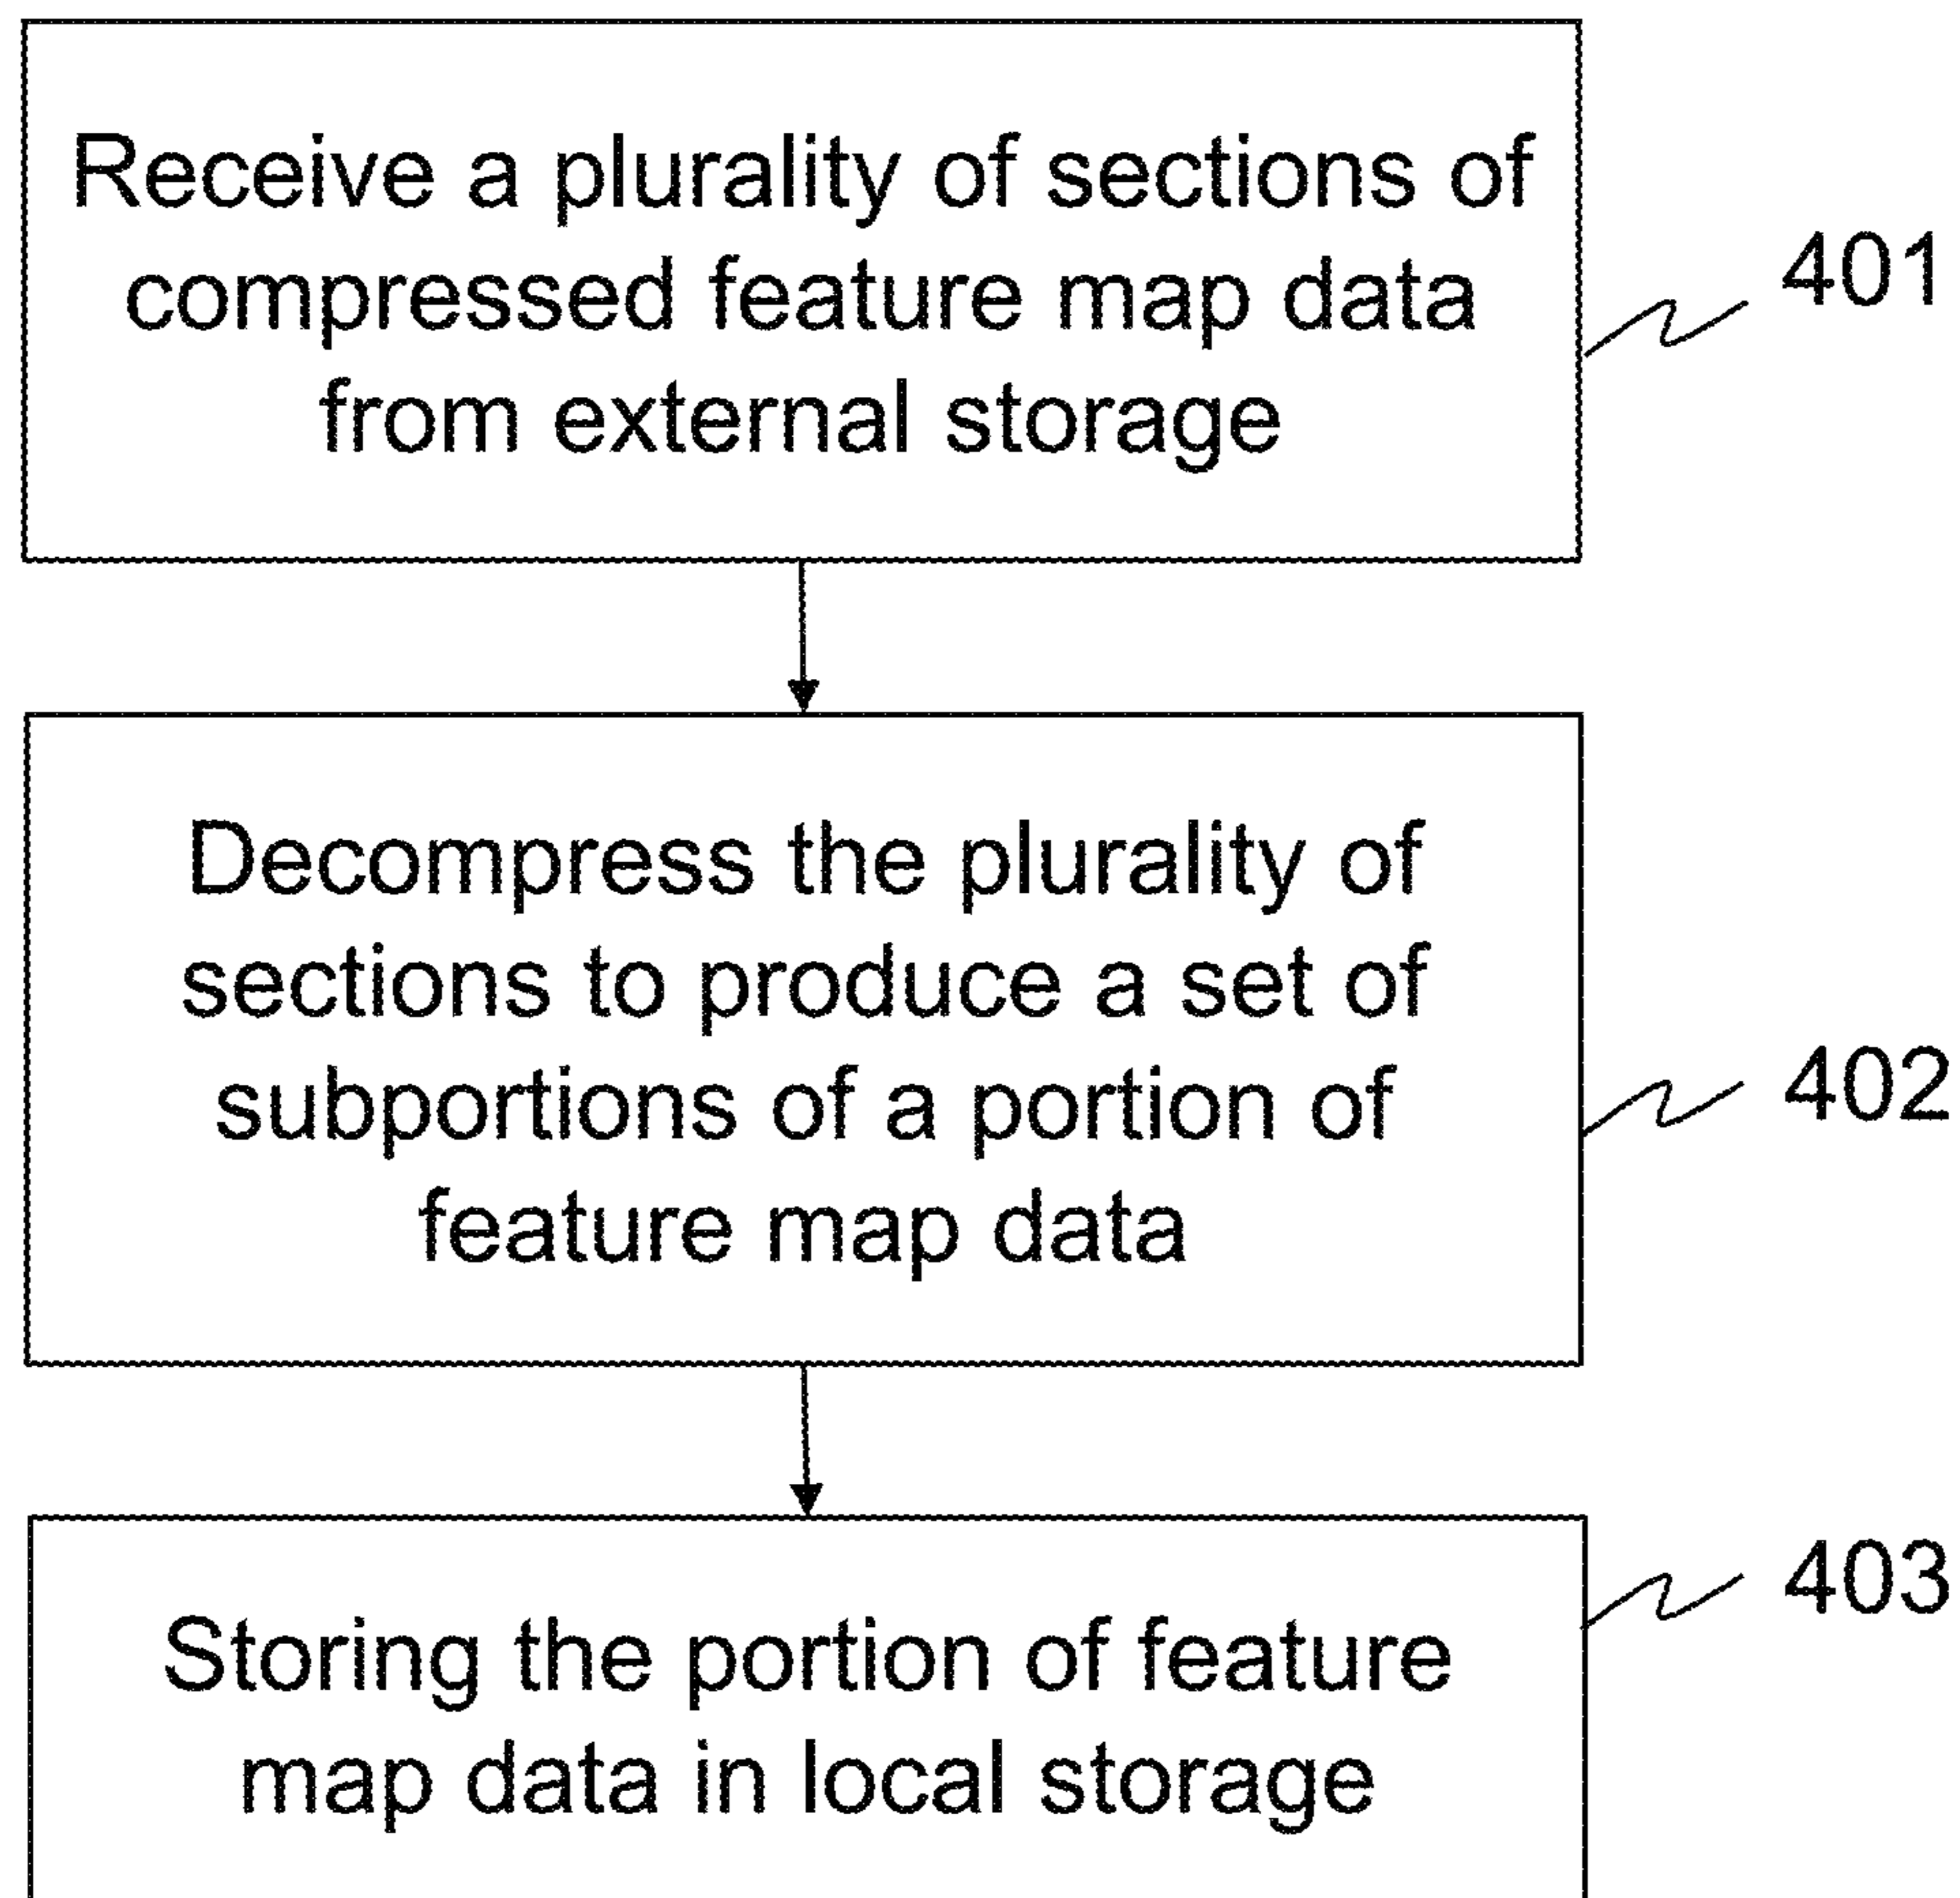 Receive a plurality of sections of
compressed feature map data
from external storage
401
Decompress the plurality of
sections to produce a set of
subportions of a portion of
feature map data
402
Storing the portion of feature
map data in local storage
403